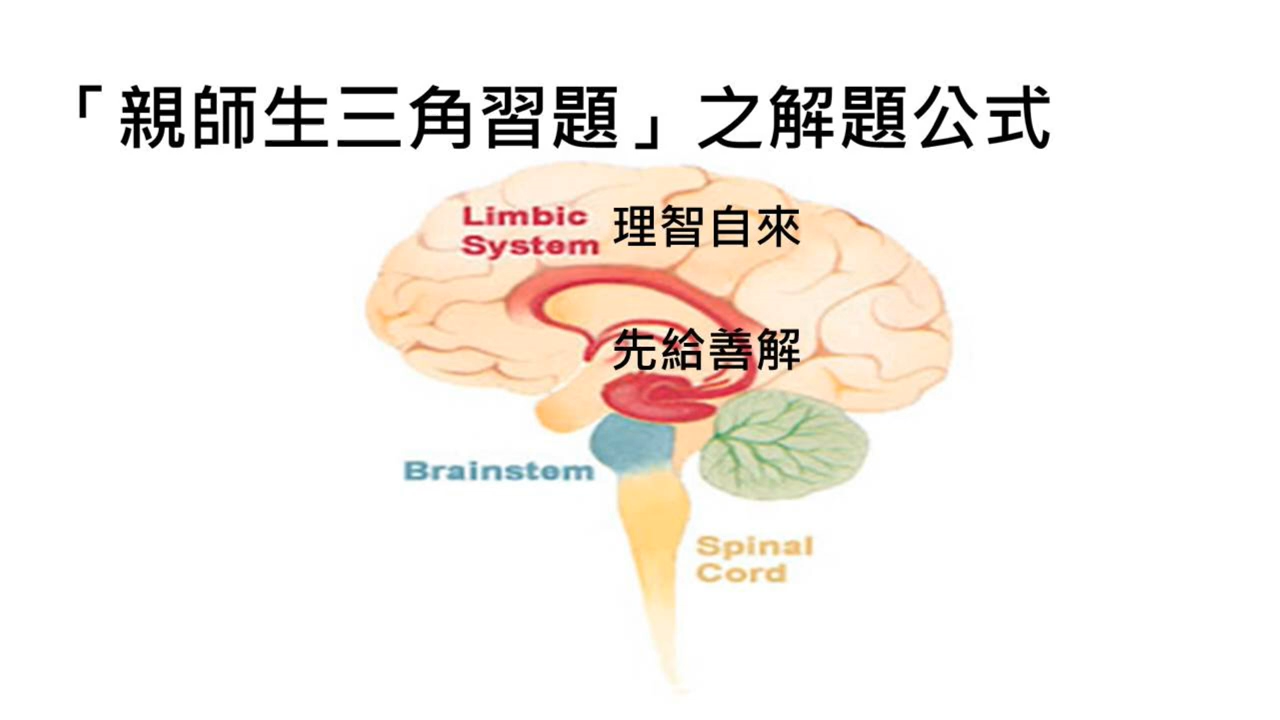 「親師生三角習題」之解題公式
Limbic
System
理智自來
先給善解
Brainstem
Spinal
Cord